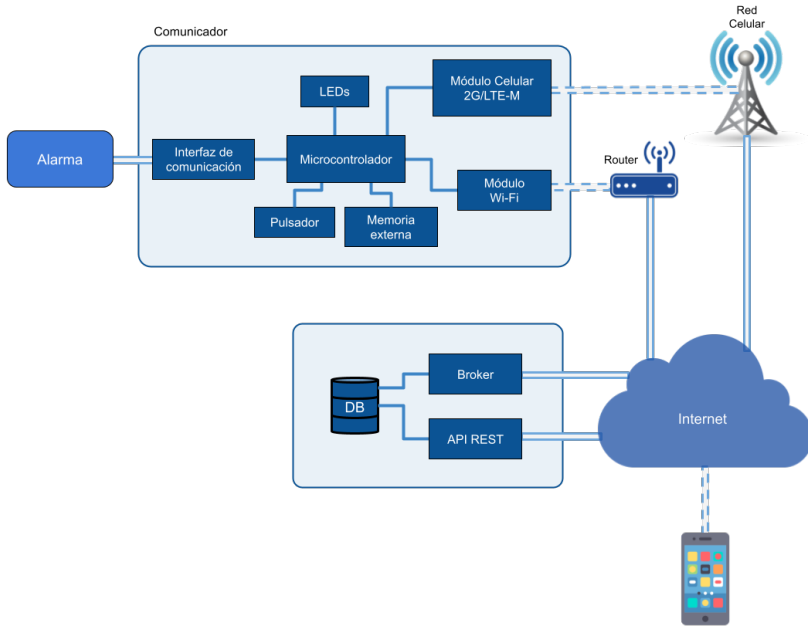 Red
Celular
Comunicador
LEDs
Módulo Celular
2G/LTE-M
Alarma
Interfaz de
comunicación
Microcontrolador
Router
Módulo
Wi-Fi
Pulsador
Memoria
externa
DB
Broker
API REST
Internet